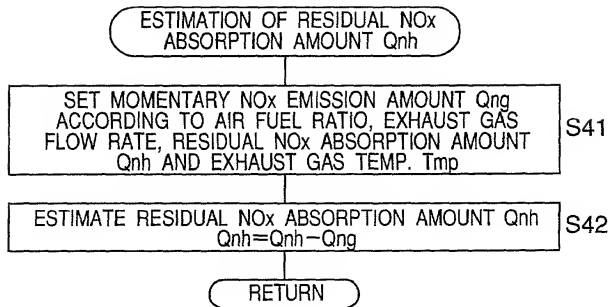 ESTIMATION OF RESIDUAL NOx
ABSORPTION AMOUNT Qnh
SET MOMENTARY NOx EMISSION AMOUNT Qng
ACCORDING TO AIR FUEL RATIO, EXHAUST GAS
FLOW RATE, RESIDUAL NOx ABSORPTION AMOUNT
Qnh AND EXHAUST GAS TEMP. Tmp
S41
ESTIMATE RESIDUAL NOx ABSORPTION AMOUNT Qnh
Qnh=Qnh-Qng
S42
RETURN